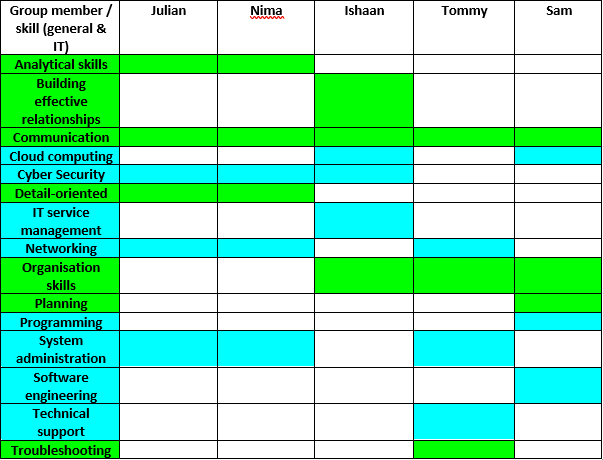 Group member / Julian Nima Ishaan Tommy Sam
skill (general &
IT)
Analytical skills
Building
effective
relationships
Communication
Cloud computing
Cyber Security
Detail-oriented
IT service
management
Networking
Organisation
skills
Planning
Programming
System
administration
Software
engineering
Technical
support
Troubleshooting